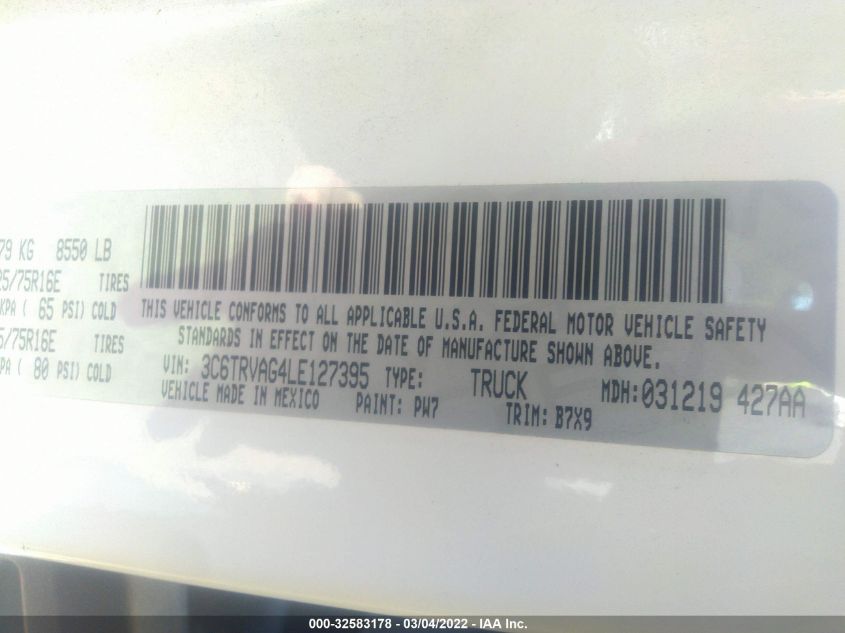 79 KG 8550 LB
25/75R16E TIRES
KPA ( 65 PSI) COLD
5/75R16E TIRES
PA ( 80 PSI) COLD
THIS VEHICLE CONFORMS TO ALL APPLICABLE U.S.A. FEDERAL MOTOR VEHICLE SAFETY
STANDARDS IN EFFECT ON THE DATE OF MANUFACTURE SHOWN ABOVE.
VIN: 3C6TRVAG4LE127395 TYPE: TRUCK MDH: 031219 427AA
VEHICLE MADE IN MEXICO PAINT: PW7 TRIM: B7X9
000-32583178 - 03/04/2022 - IAA Inc.